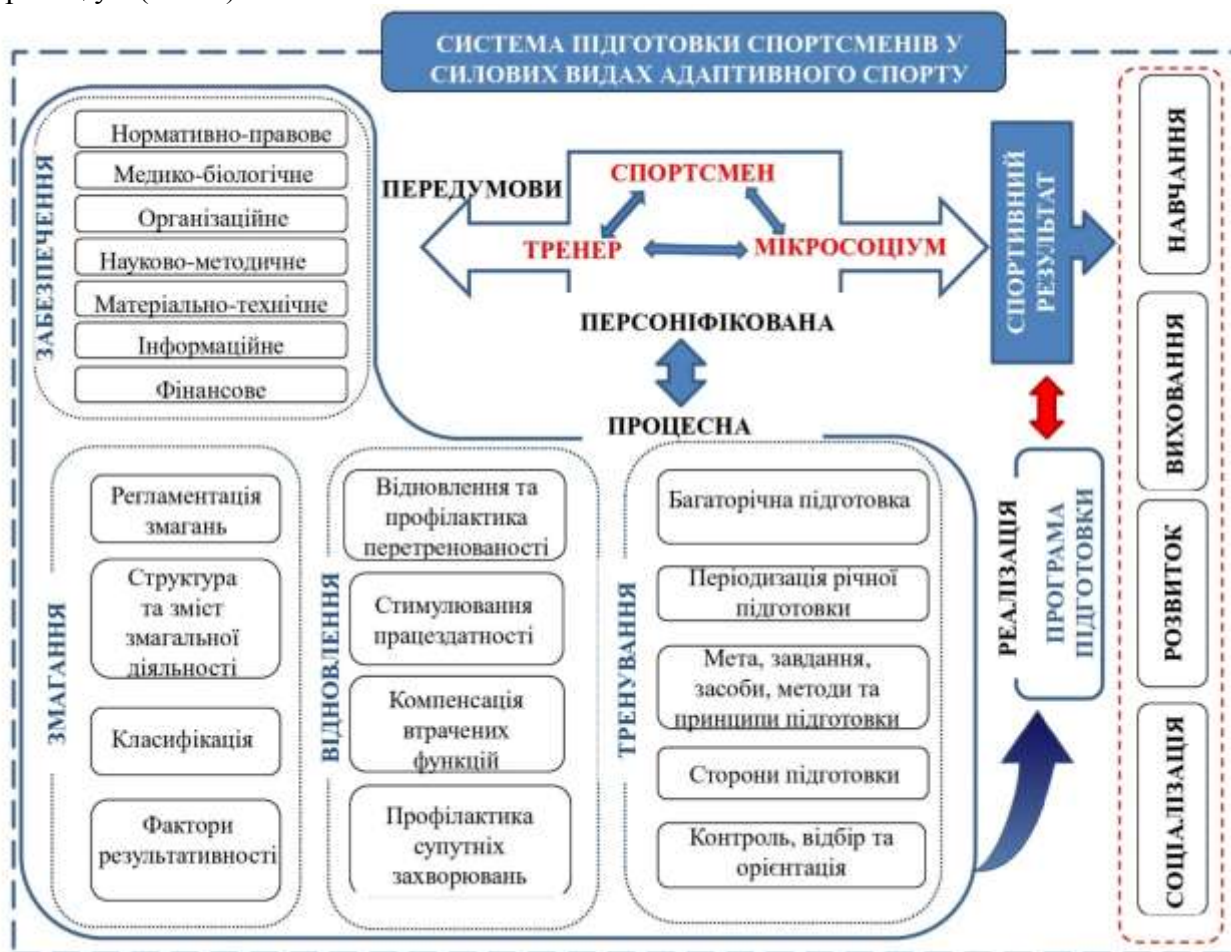 СИСТЕМА ПІДГОТОВКИ СПОРТСМЕНІВ У
СИЛОВИХ ВИДАХ АДАПТИВНОГО СПОРТУ
ЗАБЕЗПЕЧЕННЯ
Нормативно-правове
Медико-біологічне
Організаційне
Науково-методичне
Матеріально-технічне
Інформаційне
Фінансове
ПЕРЕДУМОВИ
СПОРТСМЕН
ТРЕНЕР
МІКРОСОЦІУМ
ПЕРСОНІФІКОВАНА
ПРОЦЕСНА
СПОРТИВНИЙ
РЕЗУЛЬТАТ
ЗМАГАННЯ
Регламентація
змагань
Структура
та зміст
змагальної
діяльності
Класифікація
Фактори
результативності
ВІДНОВЛЕННЯ
Відновлення та
профілактика
перетренованості
Стимулювання
працездатності
Компенсація
втрачених
функцій
Профілактика
супутніх
захворювань
ТРЕНУВАННЯ
Багаторічна підготовка
Періодизація річної
підготовки
Мета, завдання,
засоби, методи та
принципи підготовки
Сторони підготовки
Контроль, відбір та
орієнтація
РЕАЛІЗАЦІЯ
ПРОГРАМА
ПІДГОТОВКИ
НАВЧАННЯ
ВИХОВАННЯ
РОЗВИТОК
СОЦІАЛІЗАЦІЯ